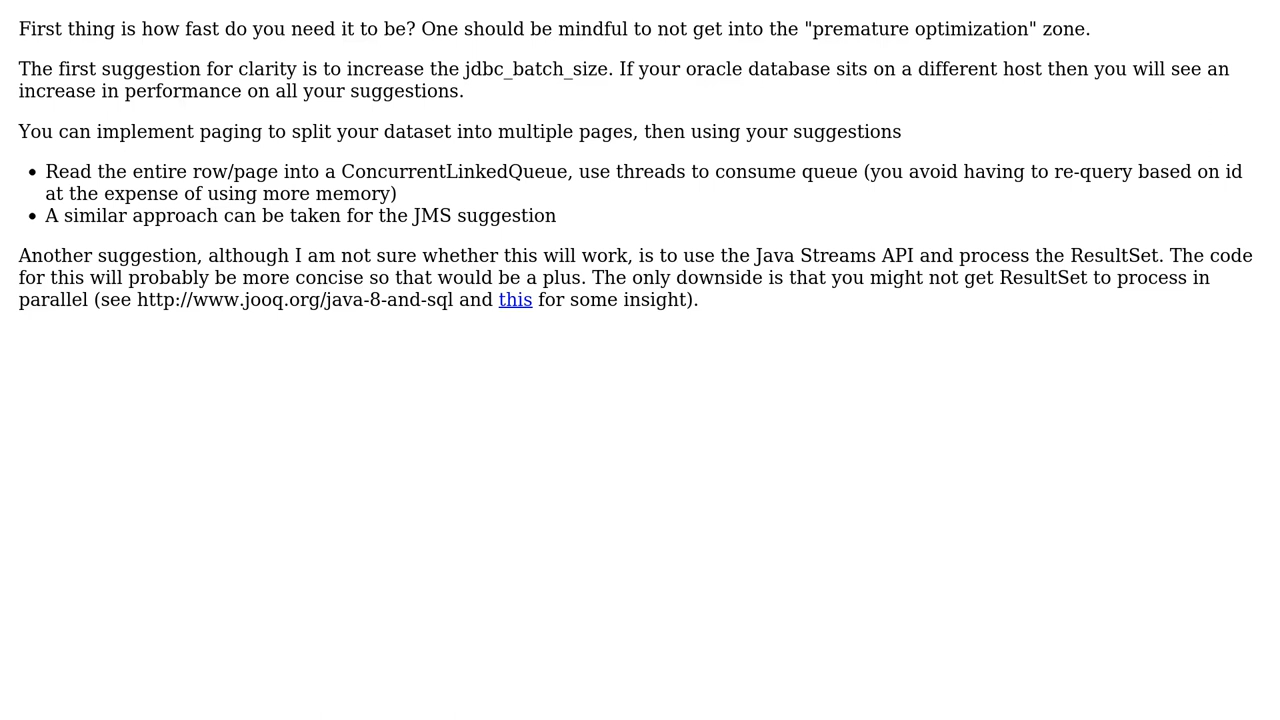 First thing is how fast do you need it to be? One should be mindful to not get into the "premature optimization" zone.
The first suggestion for clarity is to increase the jdbc_batch_size. If your oracle database sits on a different host then you will see an
increase in performance on all your suggestions.
You can implement paging to split your dataset into multiple pages, then using your suggestions
• Read the entire row/page into a ConcurrentLinkedQueue, use threads to consume queue (you avoid having to re-query based on id
at the expense of using more memory)
• A similar approach can be taken for the JMS suggestion
Another suggestion, although I am not sure whether this will work, is to use the Java Streams API and process the ResultSet. The code
for this will probably be more concise so that would be a plus. The only downside is that you might not get ResultSet to process in
parallel (see http://www.jooq.org/java-8-and-sql and this for some insight).